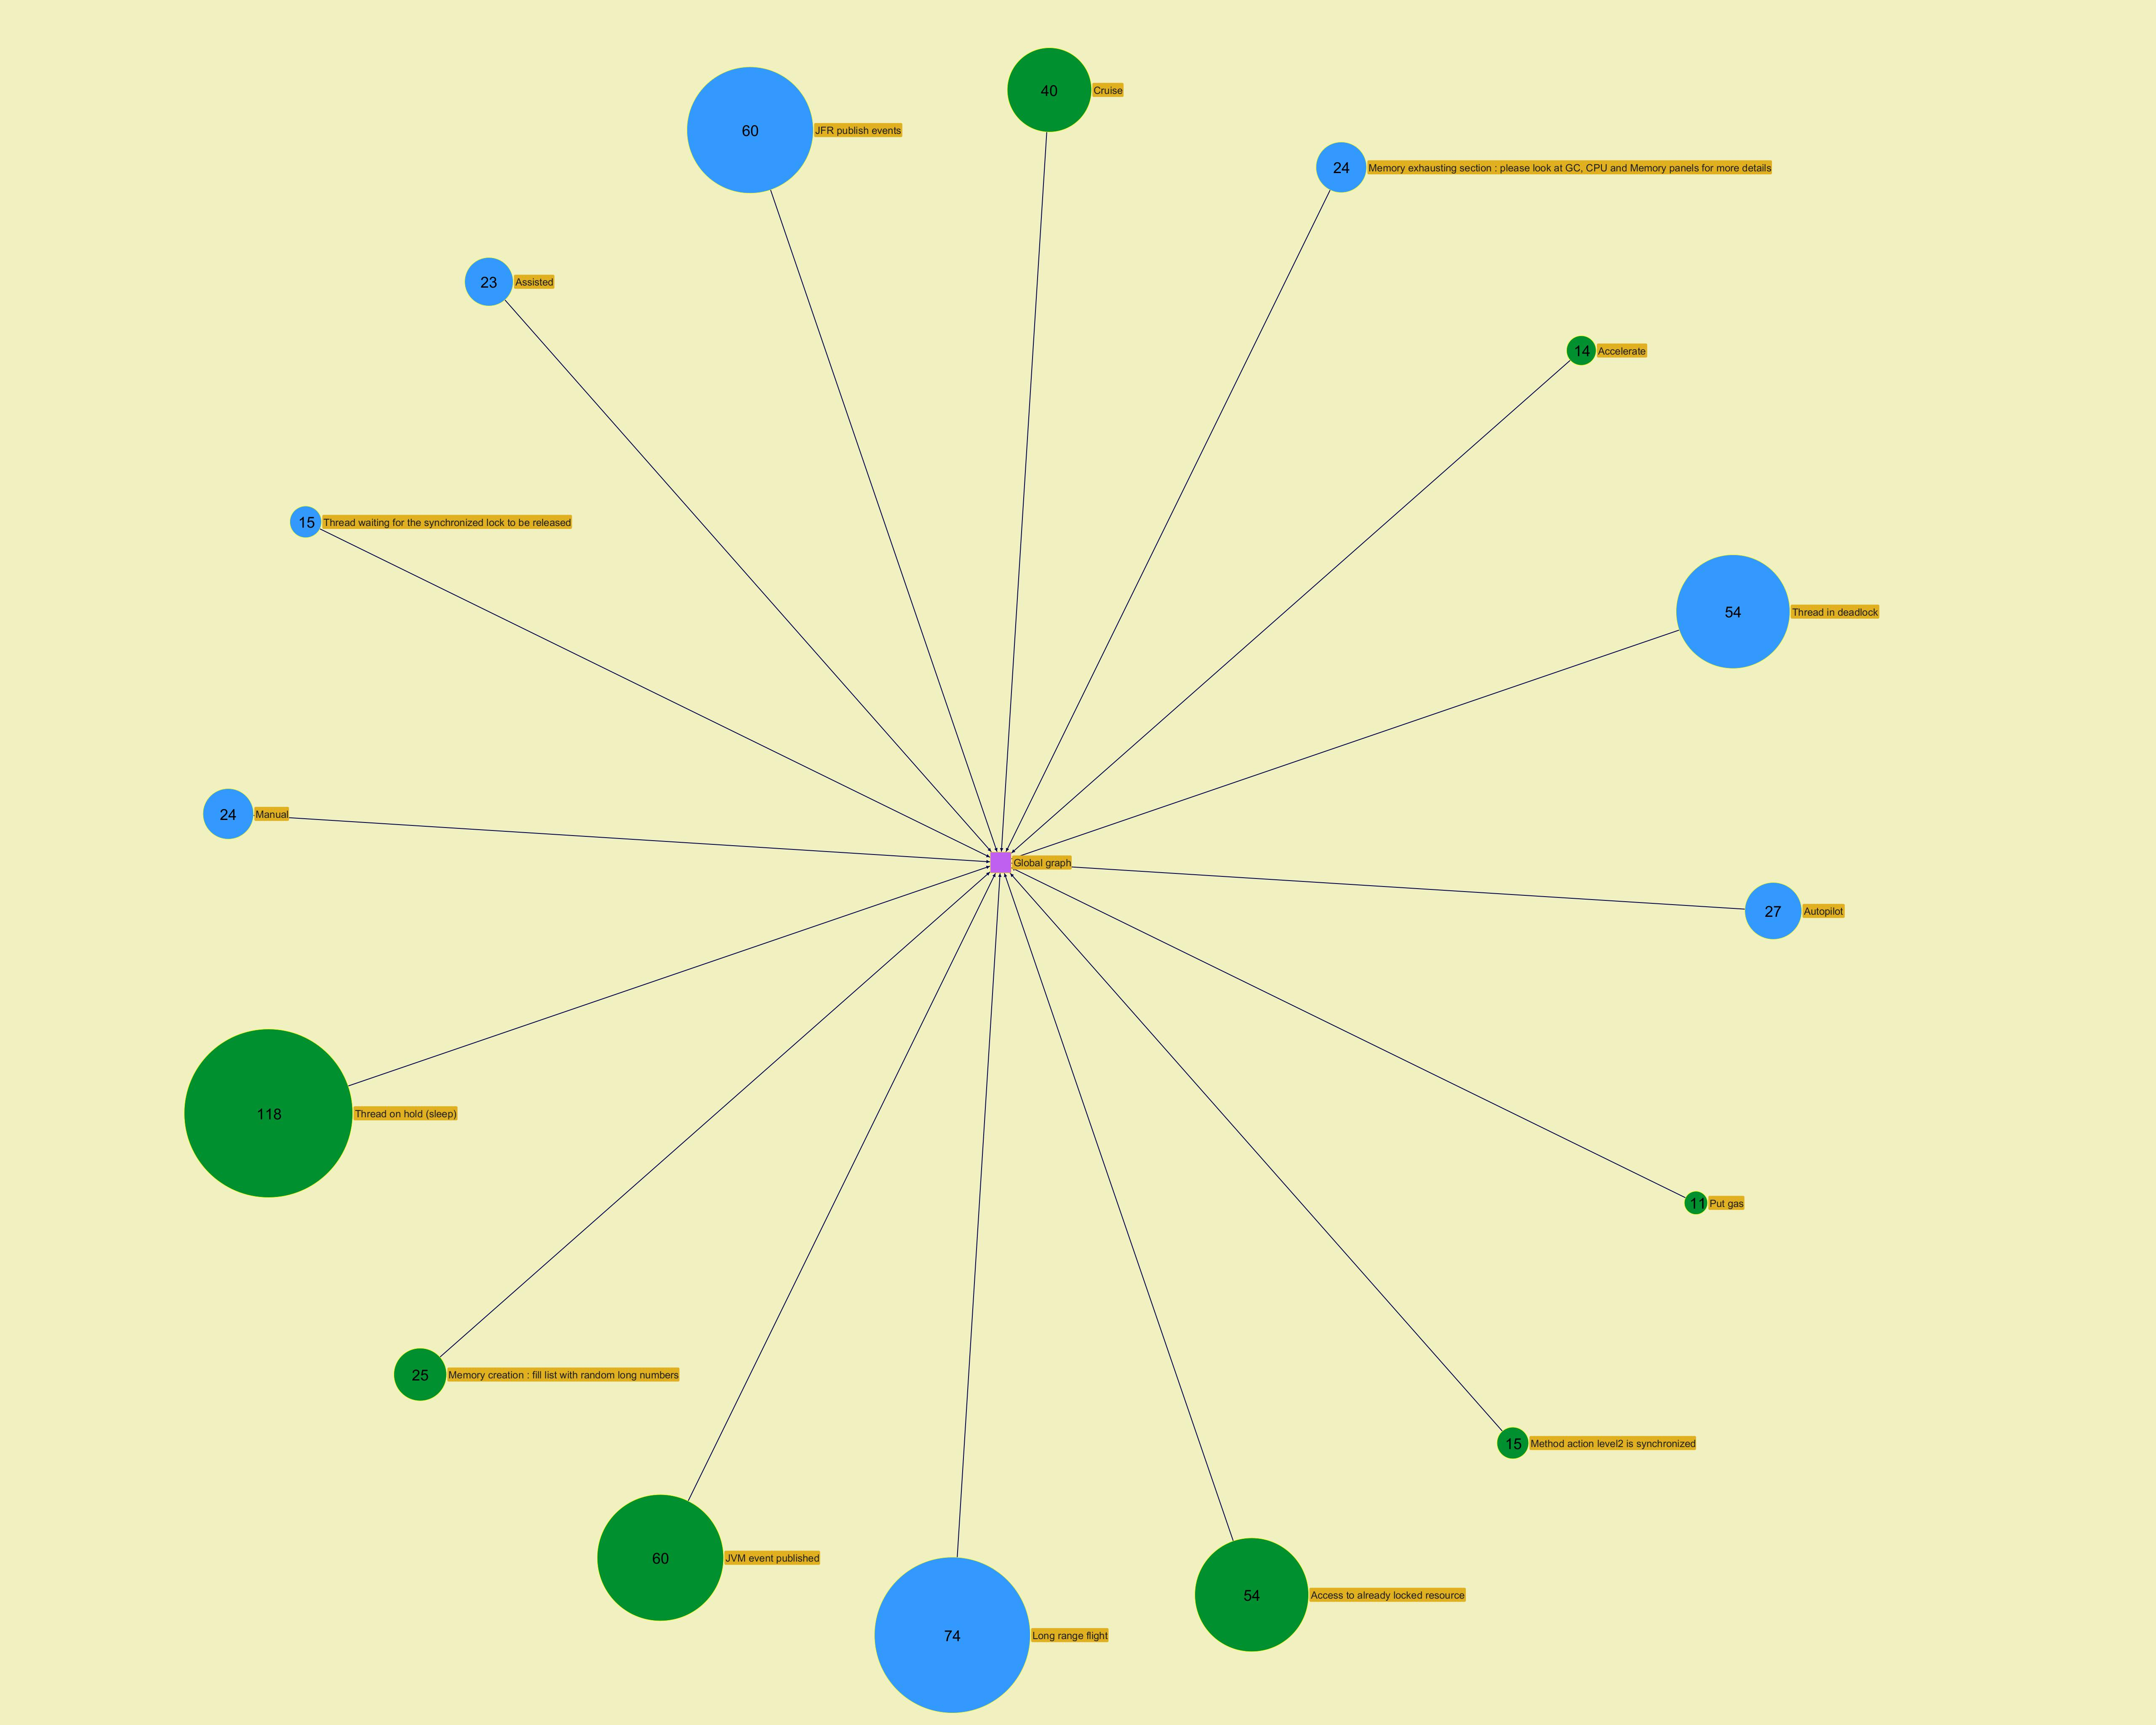 40
Cruise
60
JFR publish events
24
Memory exhausting section : please look at GC, CPU and Memory panels for more details
23
Assisted
14
Accelerate
15
Thread waiting for the synchronized lock to be released
54
Thread in deadlock
24
Manual
Global graph
27
Autopilot
118
Thread on hold (sleep)
11
Put gas
25
Memory creation : fill list with random long numbers
15
Method action level2 is synchronized
60
JVM event published
54
Access to already locked resource
74
Long range flight